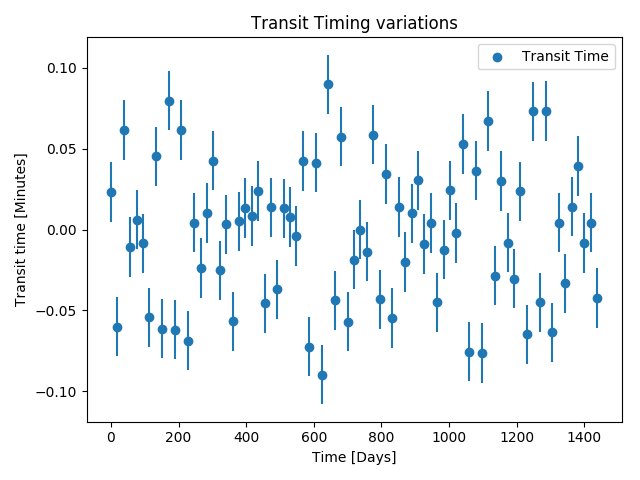 Transit Timing variations
Transit Time
0.10
0.05
0.00
−0.05
−0.10
Transit time [Minutes]
0 200 400 600 800 1000 1200 1400
Time [Days]